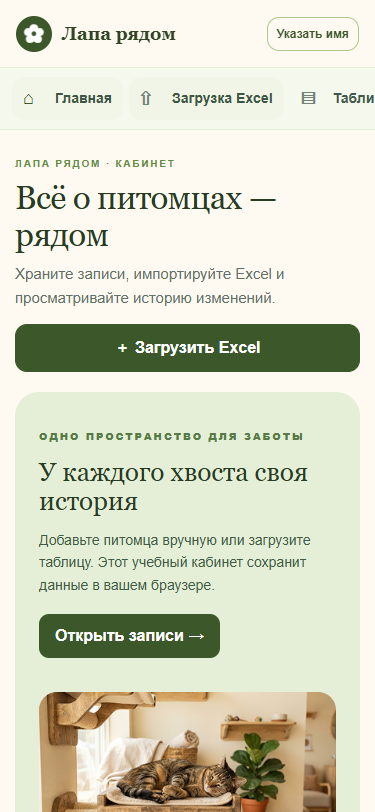 Лапа рядом
Указать имя
Главная
Загрузка Excel
Табли
ЛАПА РЯДОМ · КАБИНЕТ
Всё о питомцах —
рядом
Храните записи, импортируйте Excel и
просматривайте историю изменений.
+ Загрузить Excel
ОДНО ПРОСТРАНСТВО ДЛЯ ЗАБОТЫ
У каждого хвоста своя
история
Добавьте питомца вручную или загрузите
таблицу. Этот учебный кабинет сохранит
данные в вашем браузере.
Открыть записи →